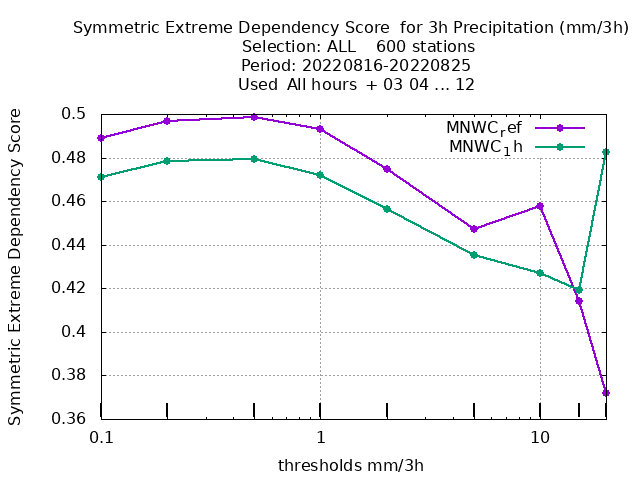 Symmetric Extreme Dependency Score  for 3h Precipitation (mm/3h)
Selection: ALL    600 stations
Period: 20220816-20220825
Used  All hours  + 03 04 ... 12
Symmetric Extreme Dependency Score
0.5
0.48
0.46
0.44
0.42
0.4
0.38
0.36
MNWC_ref
MNWC_1h
0.1 1 10
thresholds mm/3h